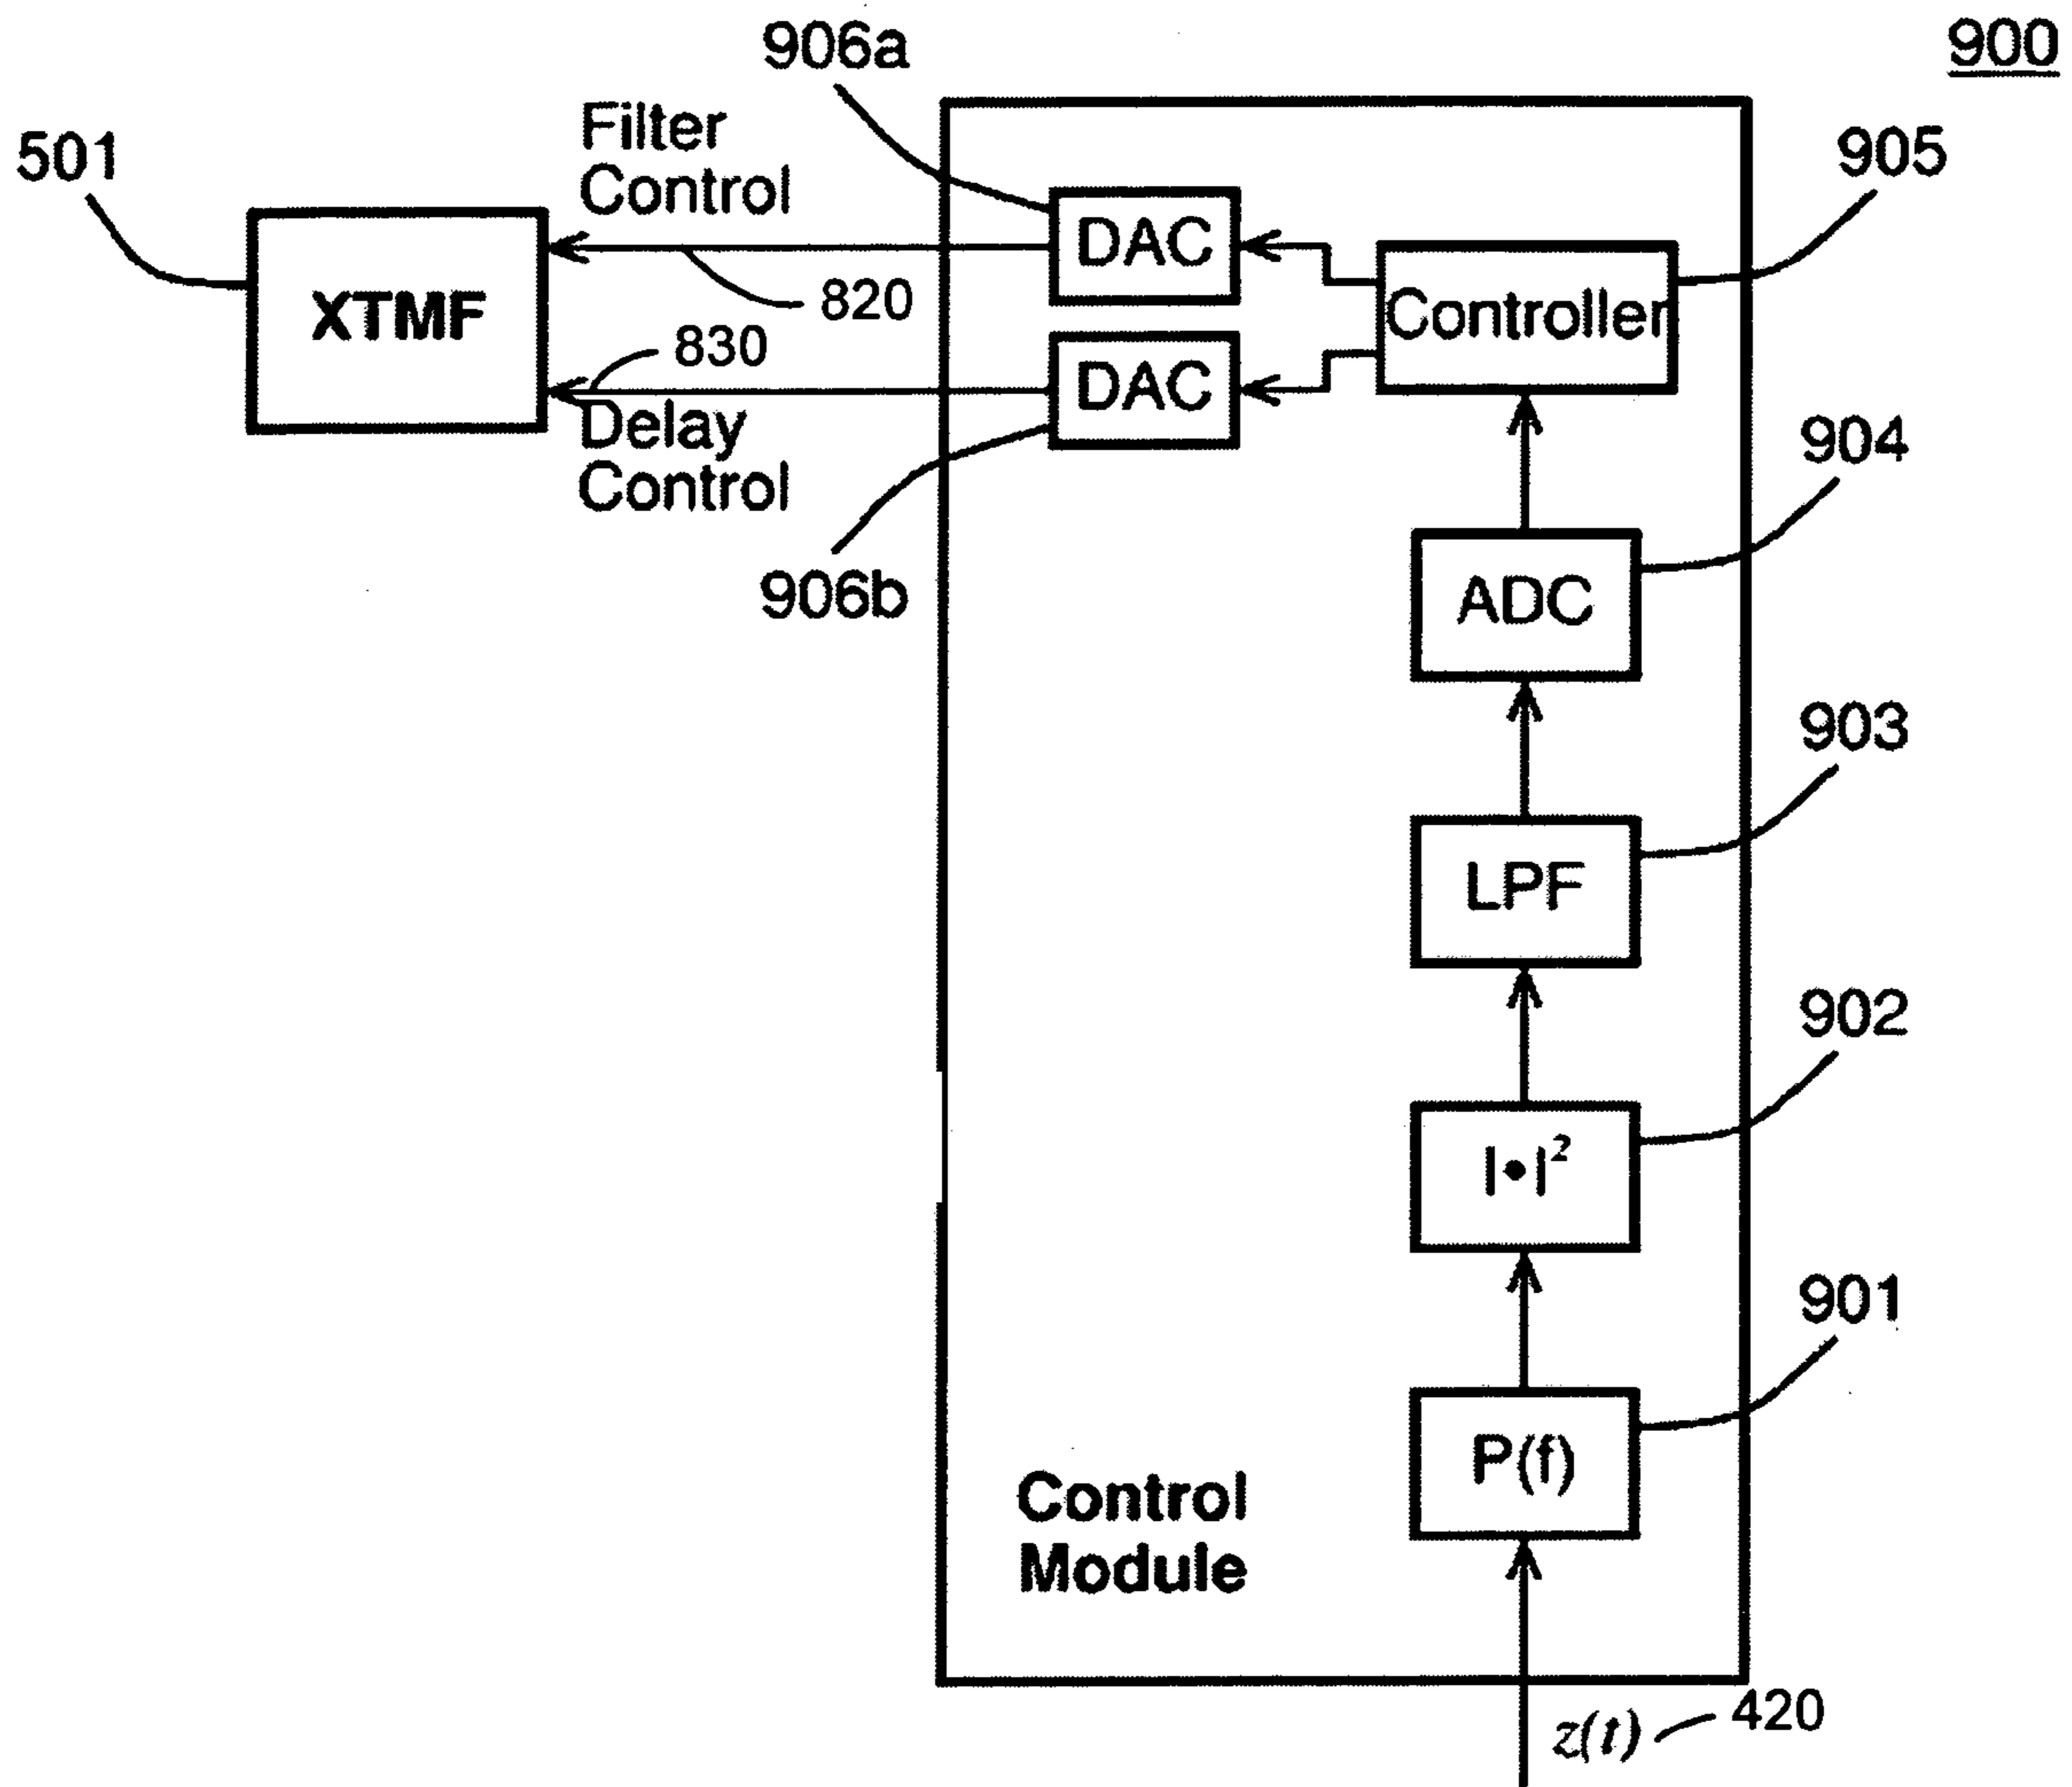 900
906a
Filter
Control
905
501
DAC
XTMF
820
Controller
830
DAC
Delay
Control
904
906b
ADC
903
LPF
902
|•|²
901
P(f)
Control
Module
z(t)
420